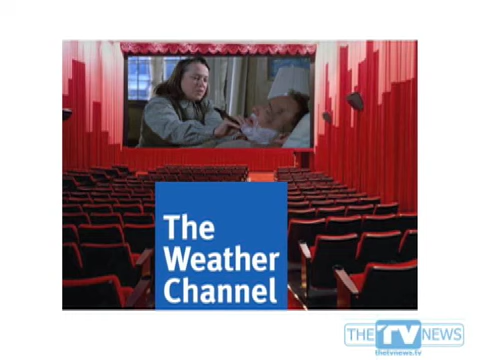 The
Weather
Channel
THE TV NEWS
thetvnews.tv